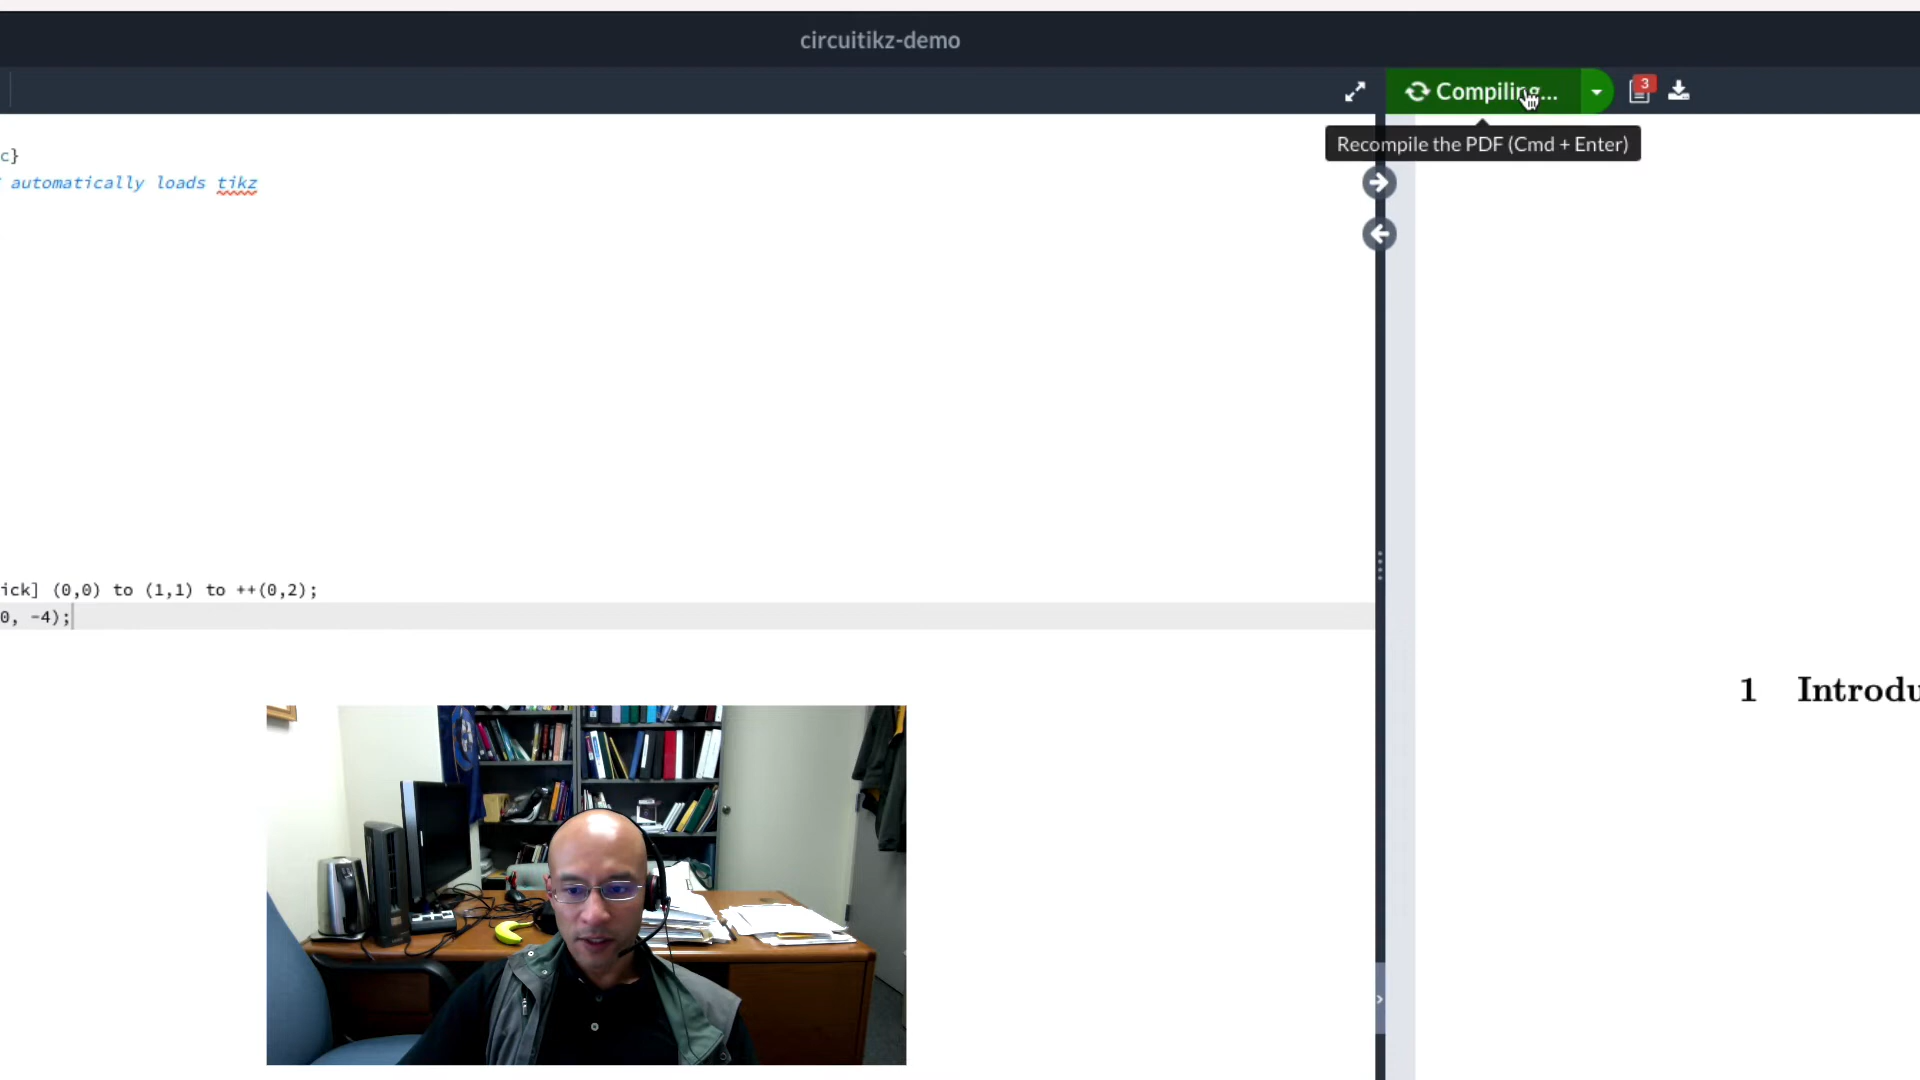 circuitikz-demo
Compiling...
3
Recompile the PDF (Cmd + Enter)
c}
automatically loads tikz
ick] (0,0) to (1,1) to ++(0,2);
0, -4);
1 Introdu